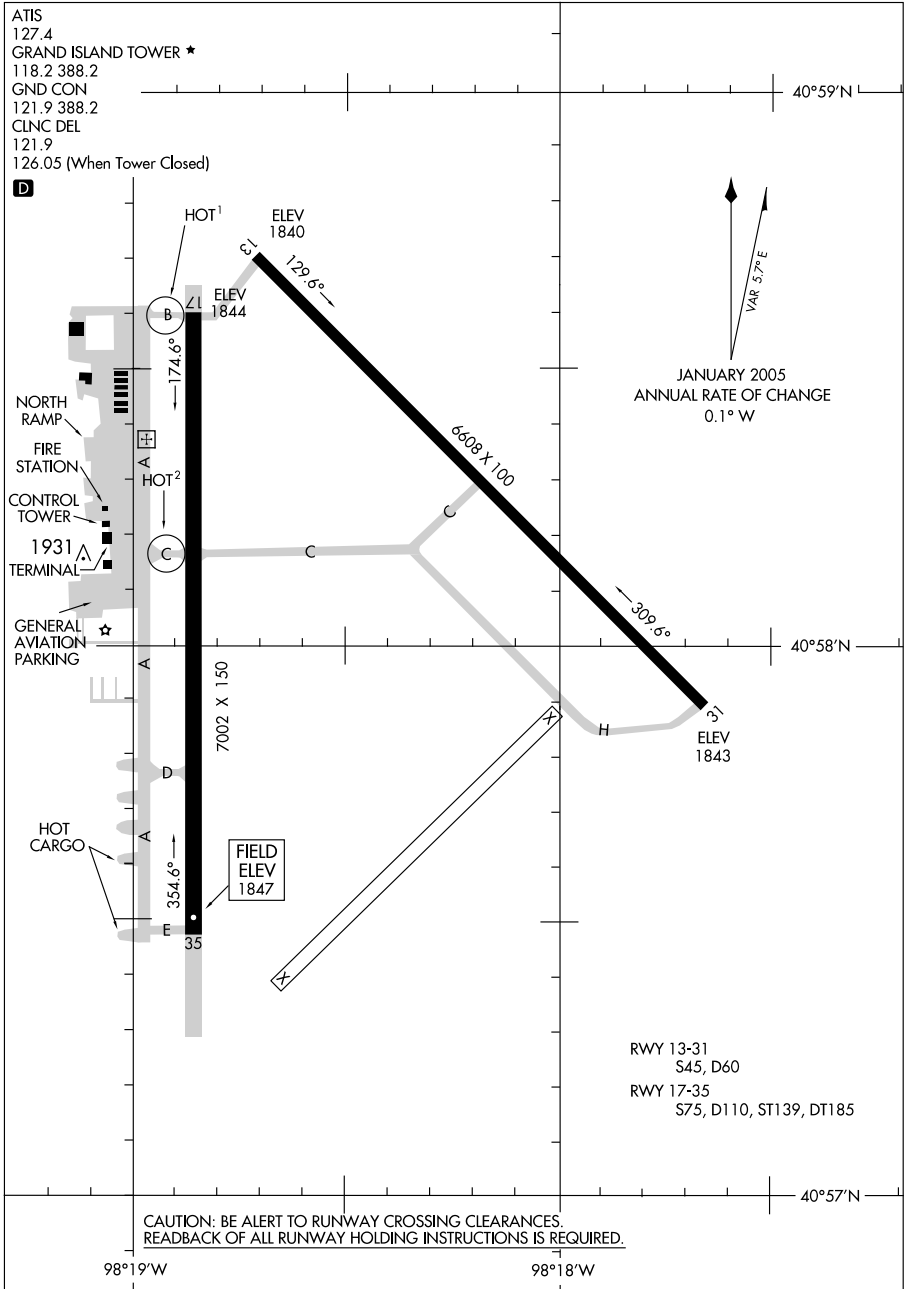 ATIS
127.4
GRAND ISLAND TOWER ★
118.2 388.2
GND CON
121.9 388.2
CLNC DEL
121.9
126.05 (When Tower Closed)
D
40°59'N
HOT¹
ELEV
1840
13
129.6°
VAR 5.7° E
17
ELEV
1844
B
174.6°
JANUARY 2005
ANNUAL RATE OF CHANGE
0.1° W
NORTH
RAMP
FIRE
STATION
CONTROL
TOWER
1931
TERMINAL
GENERAL
AVIATION
PARKING
A
HOT²
6608 X 100
C
C
C
309.6°
40°58'N
A
7002 X 150
X
31
H
ELEV
1843
D
A
HOT
CARGO
354.6°
FIELD
ELEV
1847
E
35
X
RWY 13-31
S45, D60
RWY 17-35
S75, D110, ST139, DT185
40°57'N
CAUTION: BE ALERT TO RUNWAY CROSSING CLEARANCES.
READBACK OF ALL RUNWAY HOLDING INSTRUCTIONS IS REQUIRED.
98°19'W
98°18'W